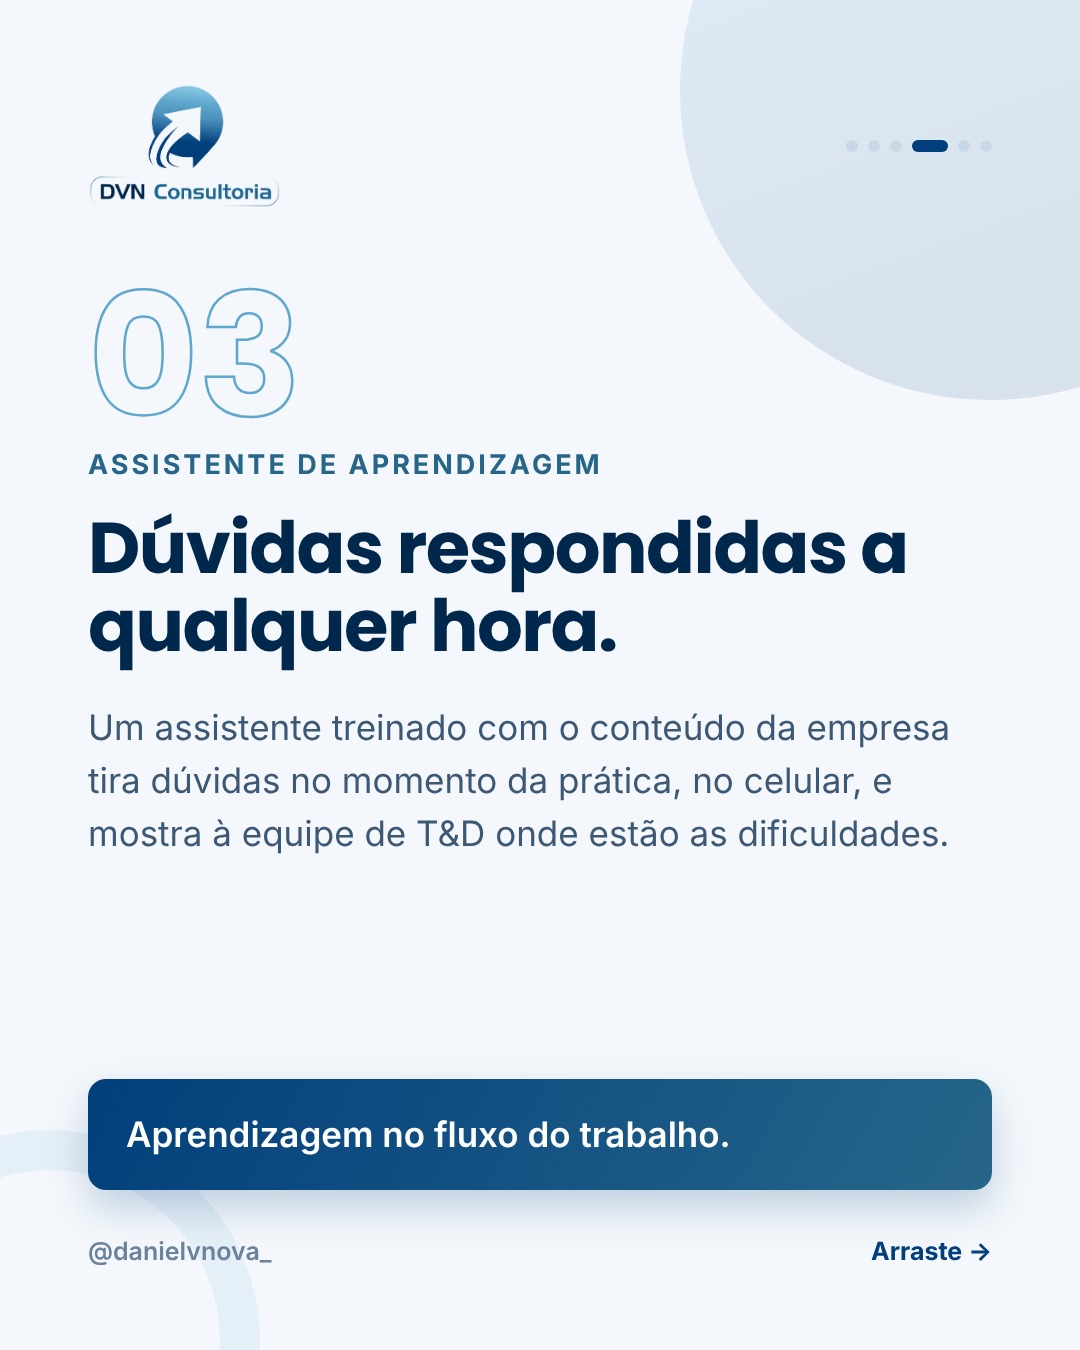 DVN Consultoria
03
ASSISTENTE DE APRENDIZAGEM
Dúvidas respondidas a
qualquer hora.
Um assistente treinado com o conteúdo da empresa
tira dúvidas no momento da prática, no celular, e
mostra à equipe de T&D onde estão as dificuldades.
Aprendizagem no fluxo do trabalho.
@danielvnova_
Arraste →